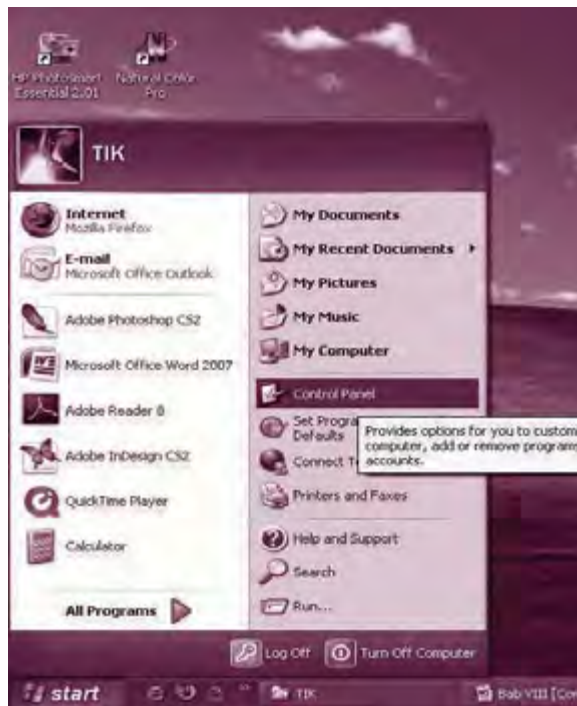 HP Photosmart
Essential 2.01
Natural Color
Pro
TIK
Internet
Mozilla Firefox
E-mail
Microsoft Office Outlook
Adobe Photoshop CS2
Microsoft Office Word 2007
Adobe Reader 8
Adobe InDesign CS2
QuickTime Player
Calculator
All Programs
My Documents
My Recent Documents
My Pictures
My Music
My Computer
Control Panel
Set Progra
Defaults
Connect T
Provides options for you to custom
computer, add or remove programs
accounts.
Printers and Faxes
Help and Support
Search
Run...
Log Off
Turn Off Computer
start
TIK
Bab VIII [Con